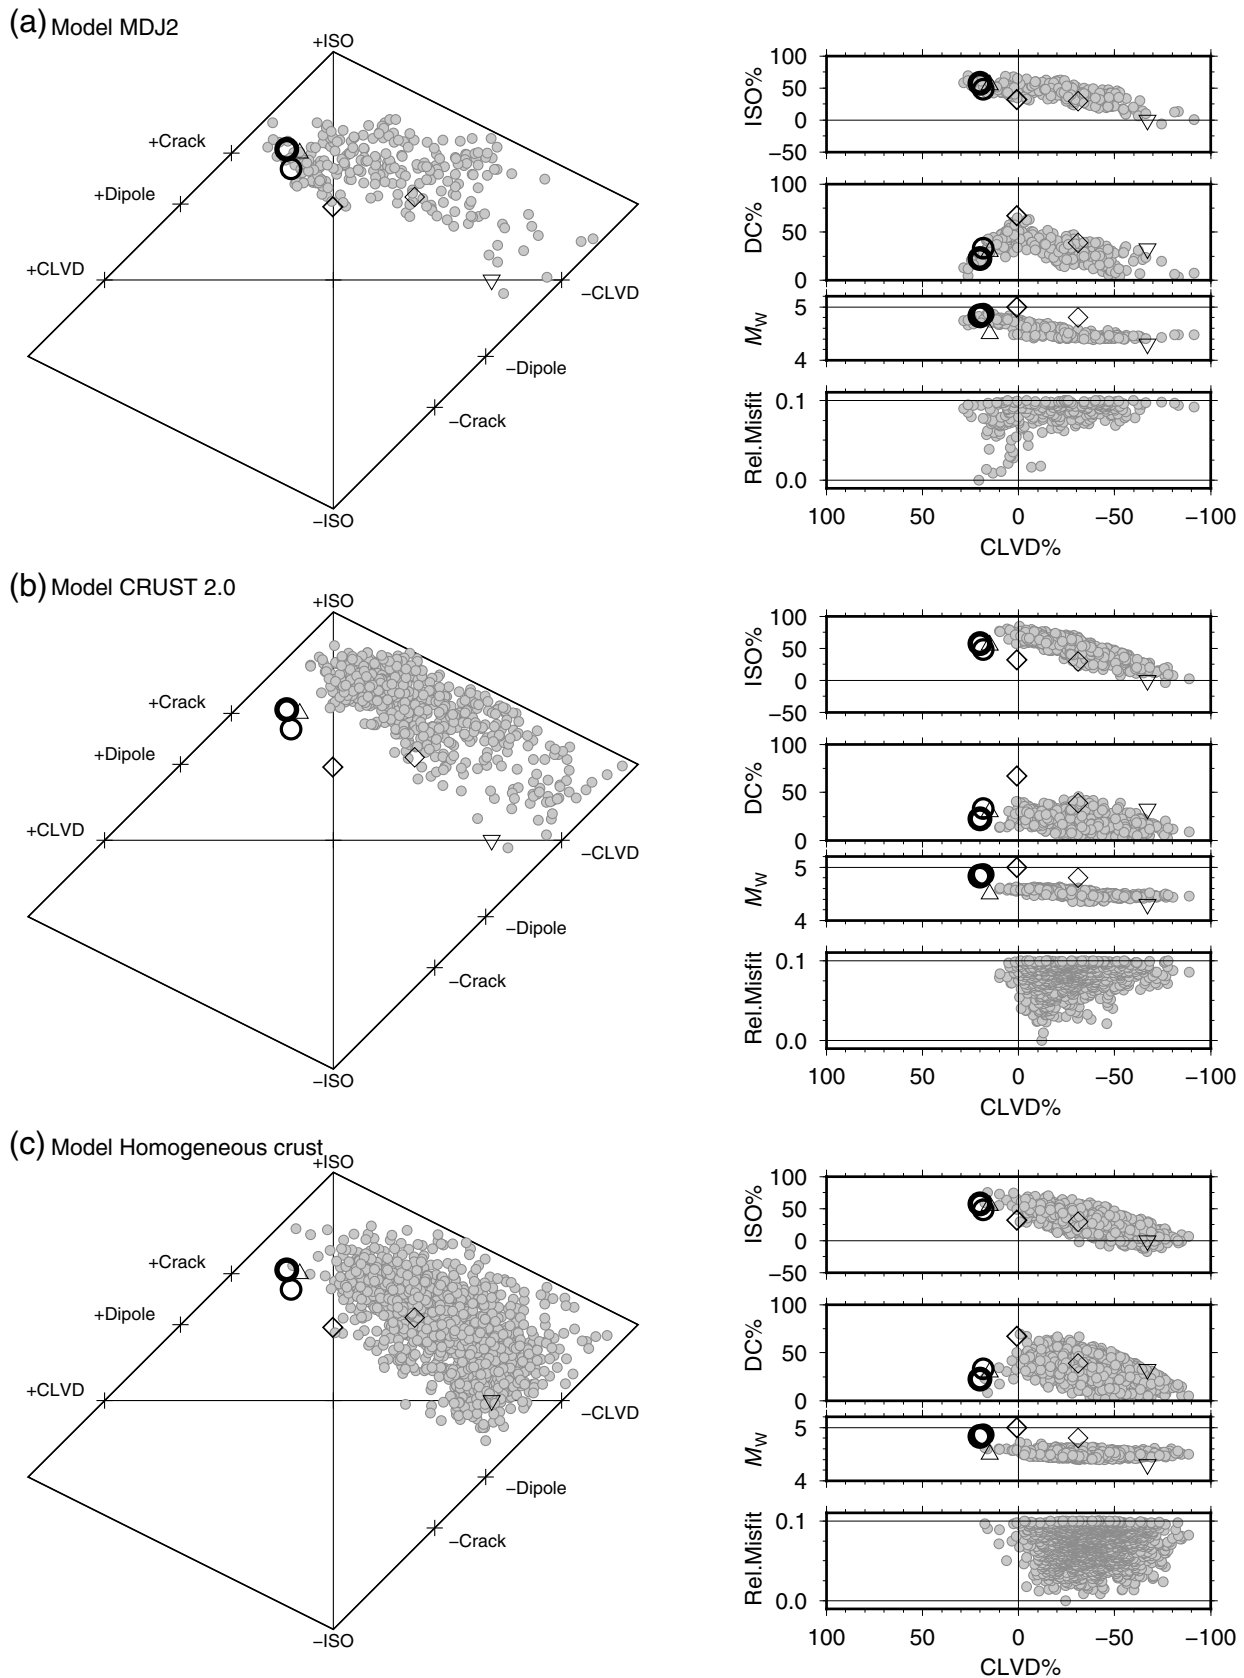 (a) Model MDJ2
+ISO
+Crack
+Dipole
+CLVD
−CLVD
−Dipole
−Crack
−ISO
100
50
0
−50
ISO%
100
50
0
DC%
5
4
MW
0.1
0.0
Rel.Misfit
100 50 0 −50 −100
CLVD%
(b) Model CRUST 2.0
+ISO
+Crack
+Dipole
+CLVD
−CLVD
−Dipole
−Crack
−ISO
100
50
0
−50
ISO%
100
50
0
DC%
5
4
MW
0.1
0.0
Rel.Misfit
100 50 0 −50 −100
CLVD%
(c) Model Homogeneous crust
+ISO
+Crack
+Dipole
+CLVD
−CLVD
−Dipole
−Crack
−ISO
100
50
0
−50
ISO%
100
50
0
DC%
5
4
MW
0.1
0.0
Rel.Misfit
100 50 0 −50 −100
CLVD%